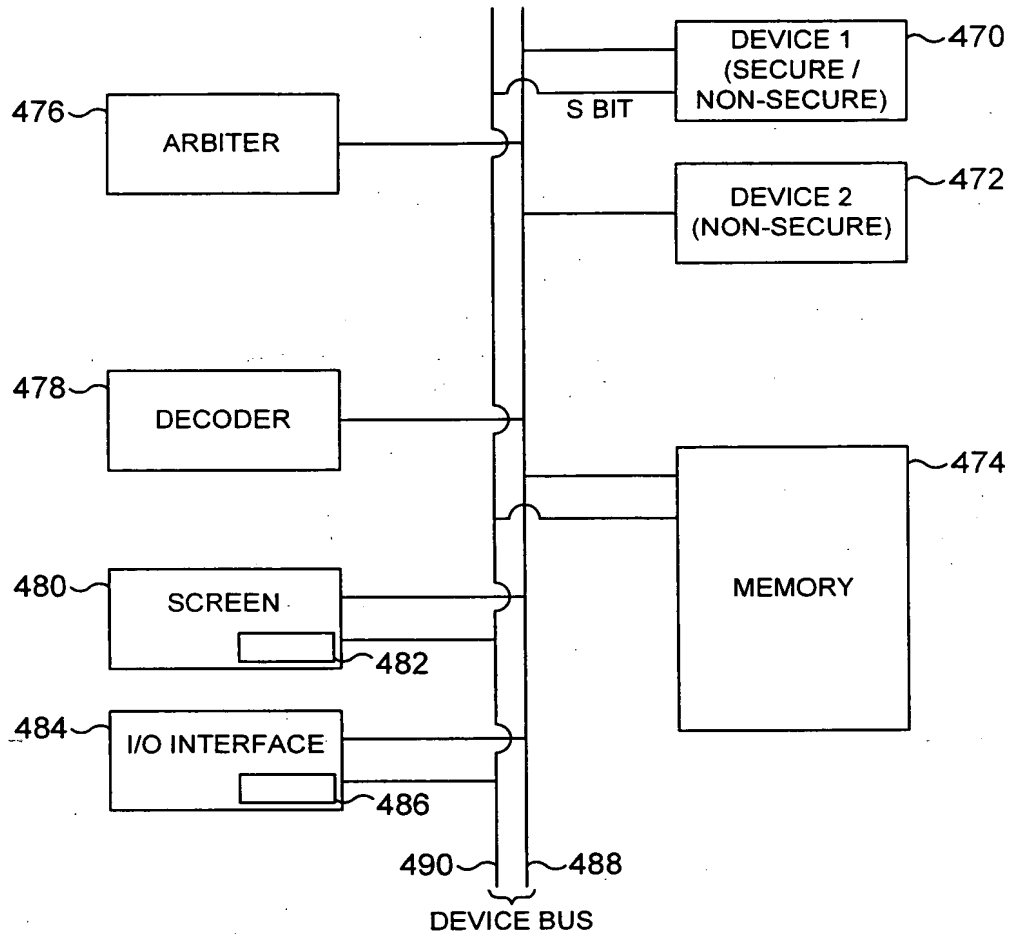 DEVICE 1
(SECURE /
NON-SECURE)
470
476
ARBITER
S BIT
DEVICE 2
(NON-SECURE)
472
478
DECODER
474
MEMORY
480
SCREEN
482
484
I/O INTERFACE
486
490
488
DEVICE BUS